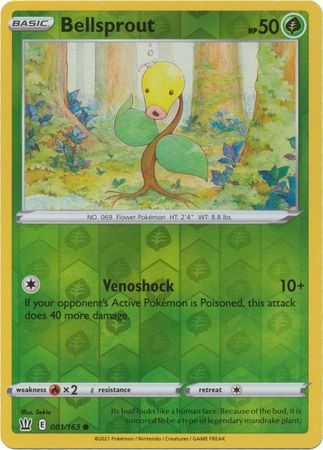 BASIC Bellsprout HP 50
NO. 069 Flower Pokémon HT: 2'4" WT: 8.8 lbs.
Venoshock 10+
If your opponent's Active Pokémon is Poisoned, this attack
does 40 more damage.
weakness ×2 resistance retreat
Illus. Sekio
E 001/163
Its bud looks like a human face. Because of the bud, it is
rumored to be a type of legendary mandrake plant.
©2021 Pokémon / Nintendo / Creatures / GAME FREAK